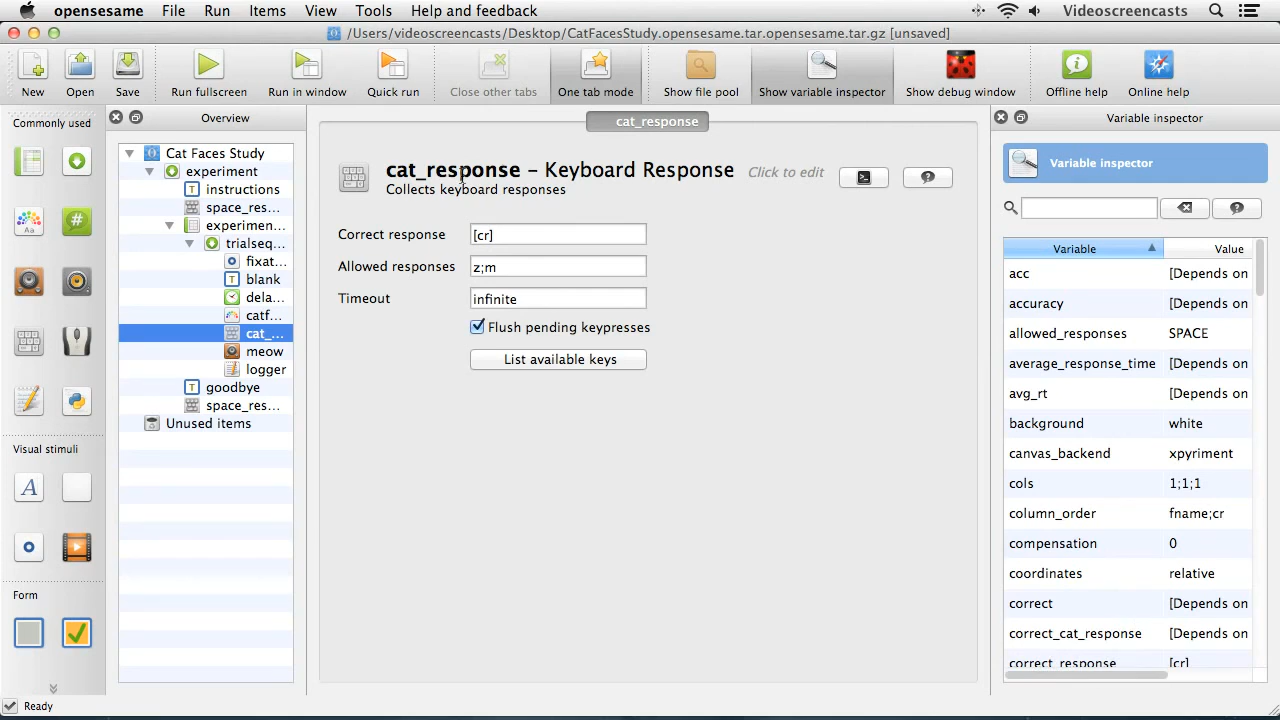 opensesame File Run Items View Tools Help and feedback Videoscreencasts
/Users/videoscreencasts/Desktop/CatFacesStudy.opensesame.tar.opensesame.tar.gz [unsaved]
New Open Save Run fullscreen Run in window Quick run Close other tabs One tab mode Show file pool Show variable inspector Show debug window Offline help Online help
Commonly used
Aa
#
Visual stimuli
A
Form
Overview
Cat Faces Study
experiment
T instructions
space_res...
experimen...
trialseq...
fixat...
T blank
dela...
catf...
cat_...
meow
logger
T goodbye
space_res...
Unused items
cat_response
cat_response – Keyboard Response Click to edit
Collects keyboard responses
Correct response [cr]
Allowed responses z;m
Timeout infinite
Flush pending keypresses
List available keys
Variable inspector
Variable inspector
Variable Value
acc [Depends on
accuracy [Depends on
allowed_responses SPACE
average_response_time [Depends on
avg_rt [Depends on
background white
canvas_backend xpyriment
cols 1;1;1
column_order fname;cr
compensation 0
coordinates relative
correct [Depends on
correct_cat_response [Depends on
correct_response [cr]
Ready